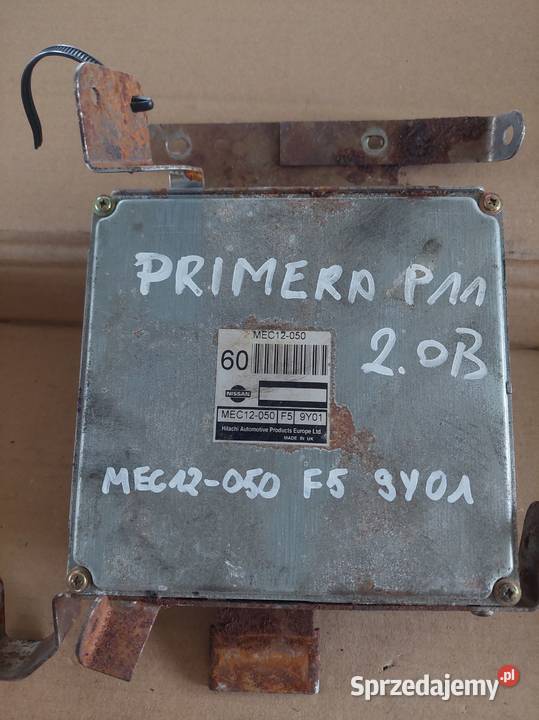 PRIMERA P11
2.0B
MEC12-050
60
NISSAN
MEC12-050 F5 9Y01
Hitachi Automotive Products Europe Ltd.
MADE IN UK
MEC12-050 F5 9Y01
Sprzedajemy.pl